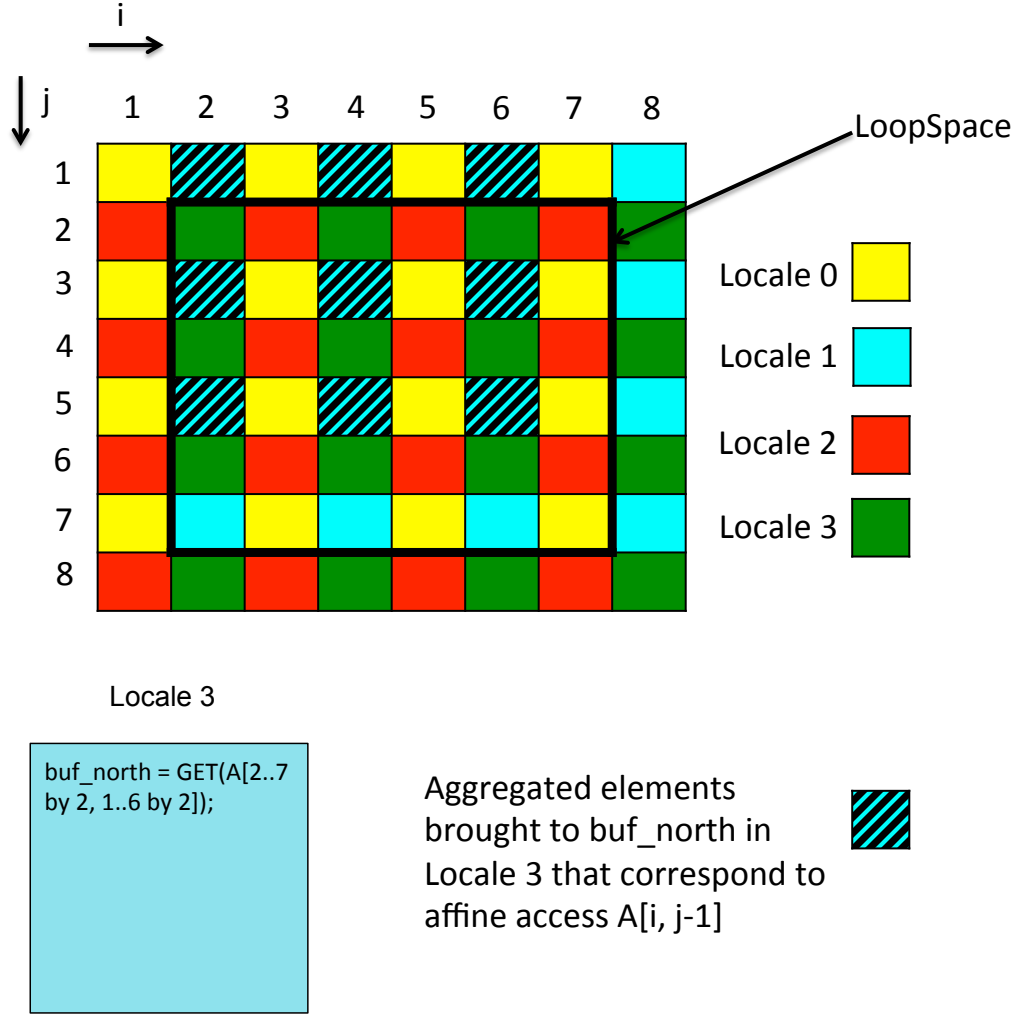 i
j
1 2 3 4 5 6 7 8
LoopSpace
1
2
3
4
5
6
7
8
Locale 0
Locale 1
Locale 2
Locale 3
Locale 3
buf_north = GET(A[2..7
by 2, 1..6 by 2]);
Aggregated elements
brought to buf_north in
Locale 3 that correspond to
affine access A[i, j-1]